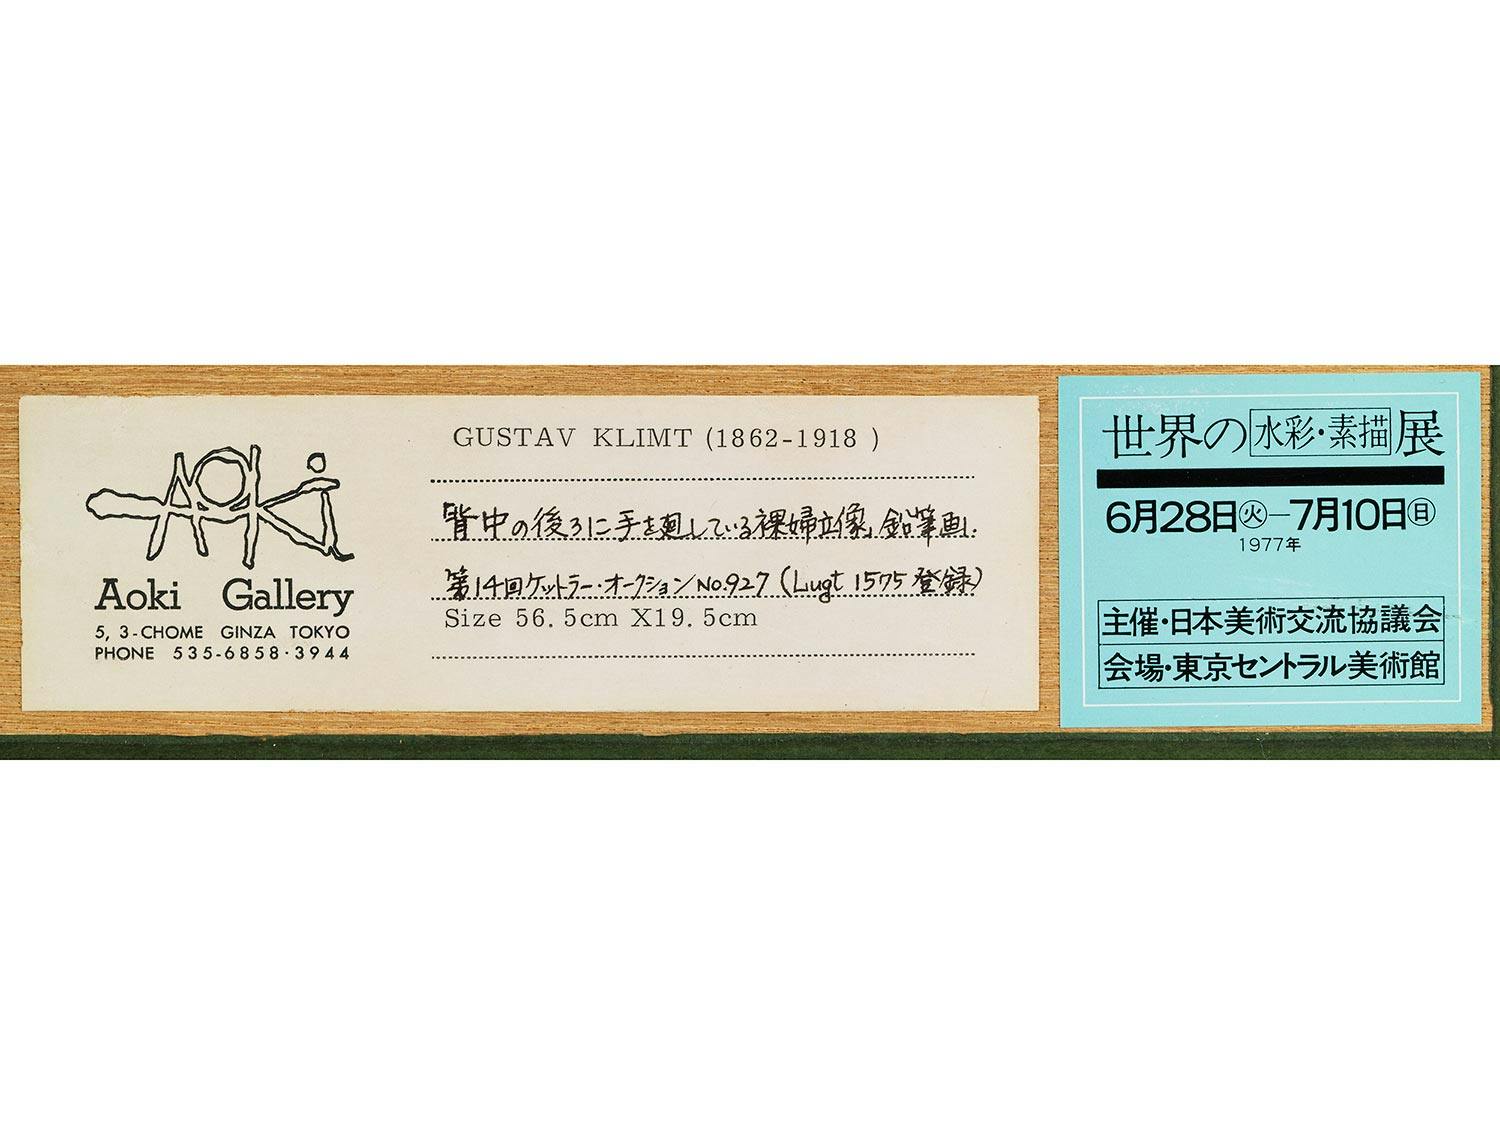 AOKi
Aoki Gallery
5, 3-CHOME GINZA TOKYO
PHONE 535-6858·3944
GUSTAV KLIMT (1862-1918 )
「背中の後ろに手を廻している裸婦立像」鉛筆画.
第14回ケットラー・オークション No.927 (Lugt 1575 登録)
Size 56.5cm X19.5cm
世界の水彩・素描展
6月28日㊋—7月10日㊐
1977年
主催・日本美術交流協議会
会場・東京セントラル美術館